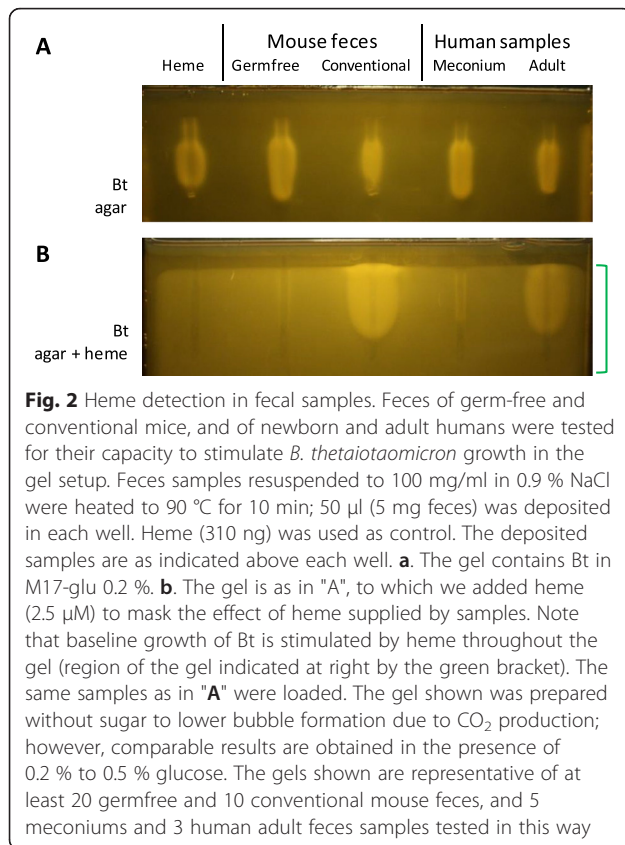 A
Mouse feces
Human samples
Heme
Germfree
Conventional
Meconium
Adult
Bt
agar
B
Bt
agar + heme
Fig. 2 Heme detection in fecal samples. Feces of germ-free and
conventional mice, and of newborn and adult humans were tested
for their capacity to stimulate B. thetaiotaomicron growth in the
gel setup. Feces samples resuspended to 100 mg/ml in 0.9 % NaCl
were heated to 90 °C for 10 min; 50 μl (5 mg feces) was deposited
in each well. Heme (310 ng) was used as control. The deposited
samples are as indicated above each well. a. The gel contains Bt in
M17-glu 0.2 %. b. The gel is as in "A", to which we added heme
(2.5 μM) to mask the effect of heme supplied by samples. Note
that baseline growth of Bt is stimulated by heme throughout the
gel (region of the gel indicated at right by the green bracket). The
same samples as in "A" were loaded. The gel shown was prepared
without sugar to lower bubble formation due to CO₂ production;
however, comparable results are obtained in the presence of
0.2 % to 0.5 % glucose. The gels shown are representative of at
least 20 germfree and 10 conventional mouse feces, and 5
meconiums and 3 human adult feces samples tested in this way